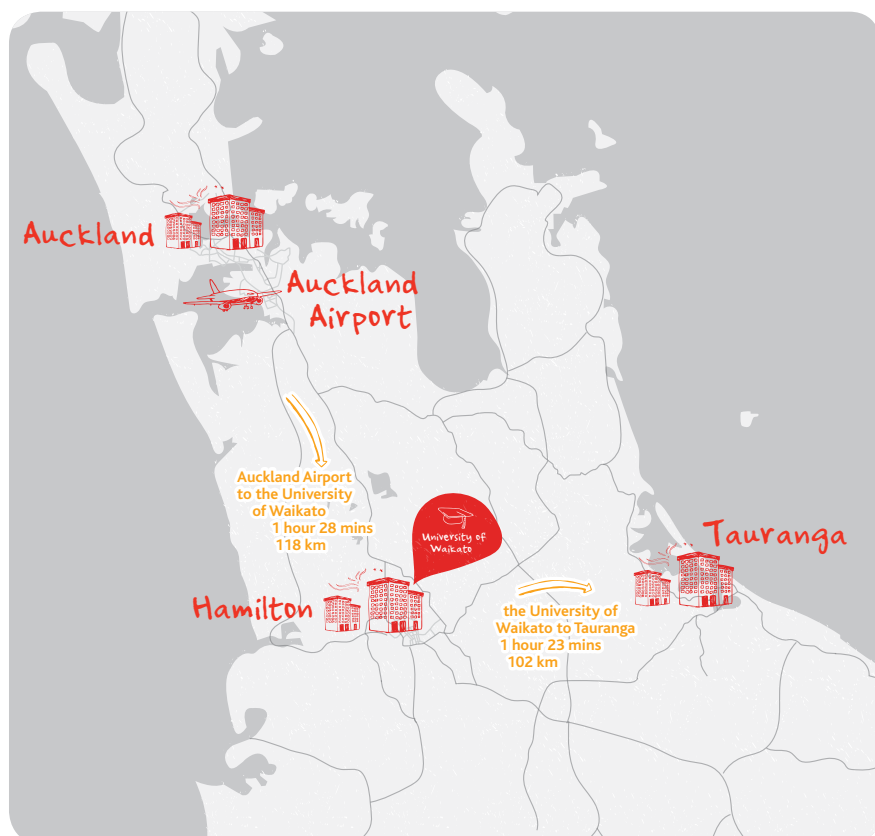 Auckland
Auckland
Airport
Auckland Airport
to the University
of Waikato
1 hour 28 mins
118 km
University of
Waikato
Tauranga
Hamilton
the University of
Waikato to Tauranga
1 hour 23 mins
102 km